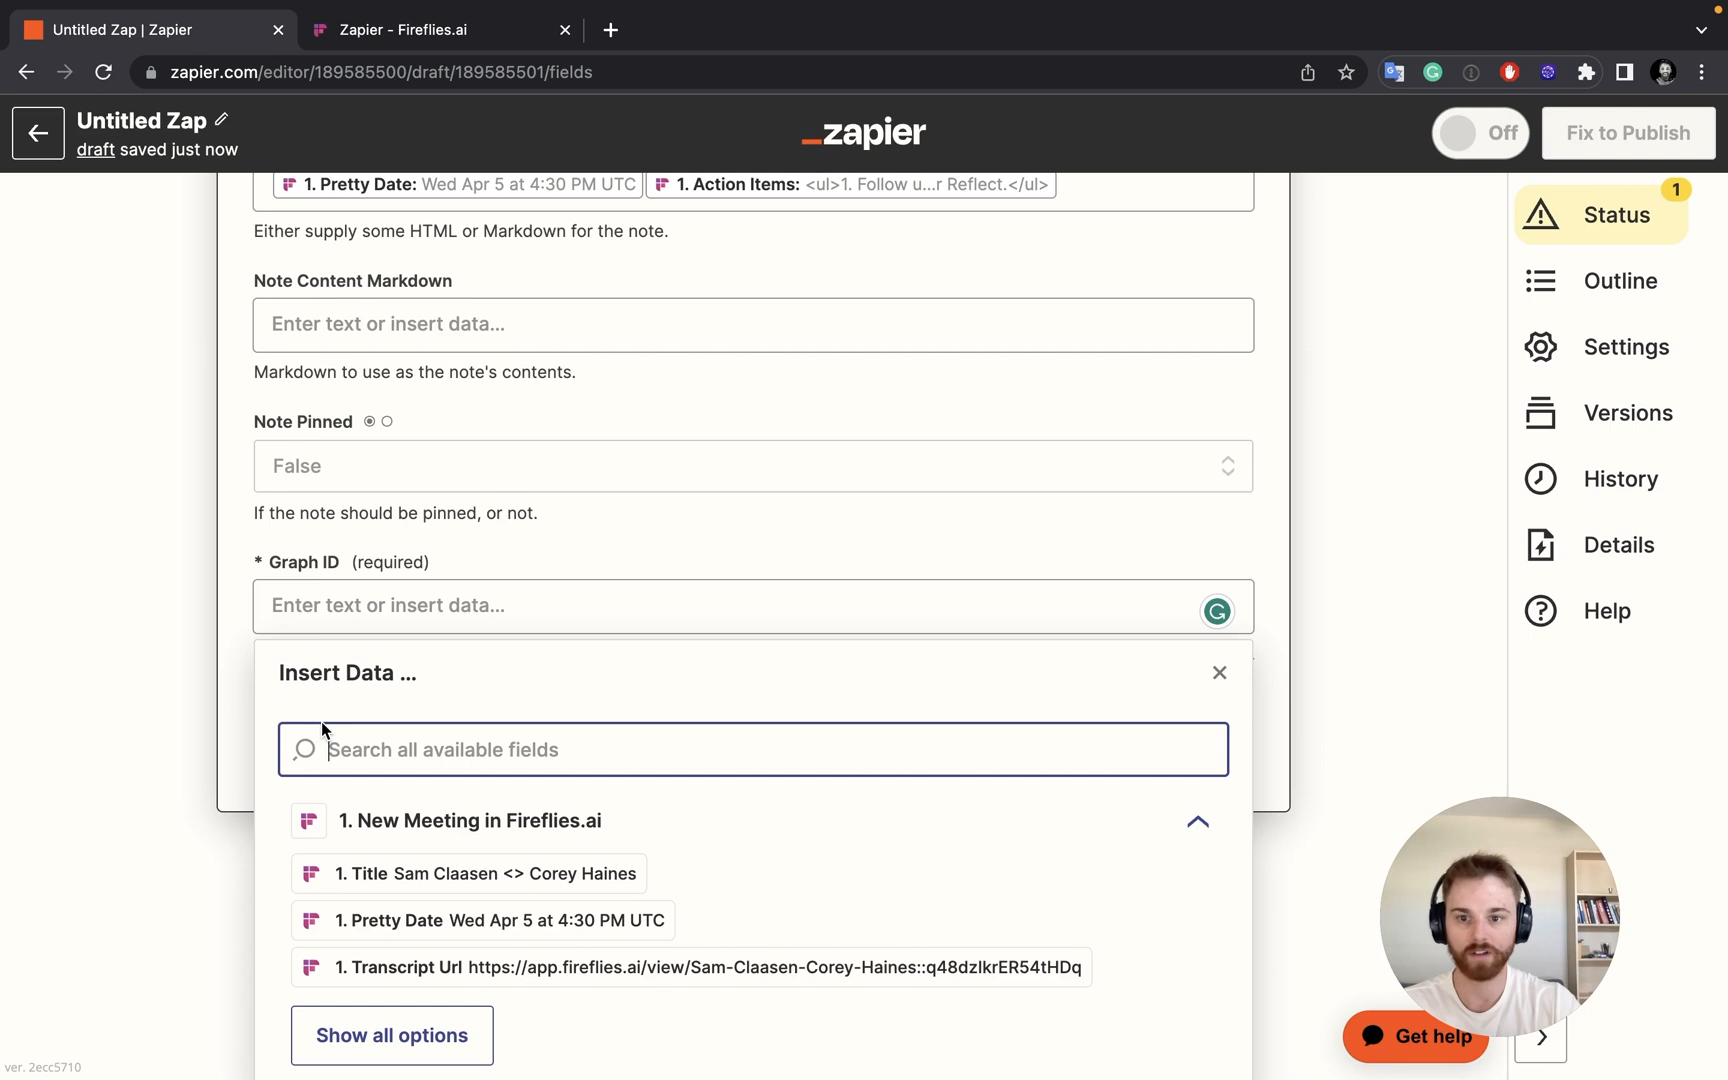 Untitled Zap | Zapier
Zapier - Fireflies.ai
zapier.com/editor/189585500/draft/189585501/fields
Untitled Zap
draft saved just now
_zapier
Off
Fix to Publish
1. Pretty Date: Wed Apr 5 at 4:30 PM UTC 1. Action Items: <ul>1. Follow u...r Reflect.</ul>
Either supply some HTML or Markdown for the note.
Note Content Markdown
Enter text or insert data...
Markdown to use as the note's contents.
Note Pinned
False
If the note should be pinned, or not.
* Graph ID (required)
Enter text or insert data...
Insert Data ...
Search all available fields
1. New Meeting in Fireflies.ai
1. Title Sam Claasen <> Corey Haines
1. Pretty Date Wed Apr 5 at 4:30 PM UTC
1. Transcript Url https://app.fireflies.ai/view/Sam-Claasen-Corey-Haines::q48dzlkrER54tHDq
Show all options
1
Status
Outline
Settings
Versions
History
Details
Help
Get help
ver. 2ecc5710